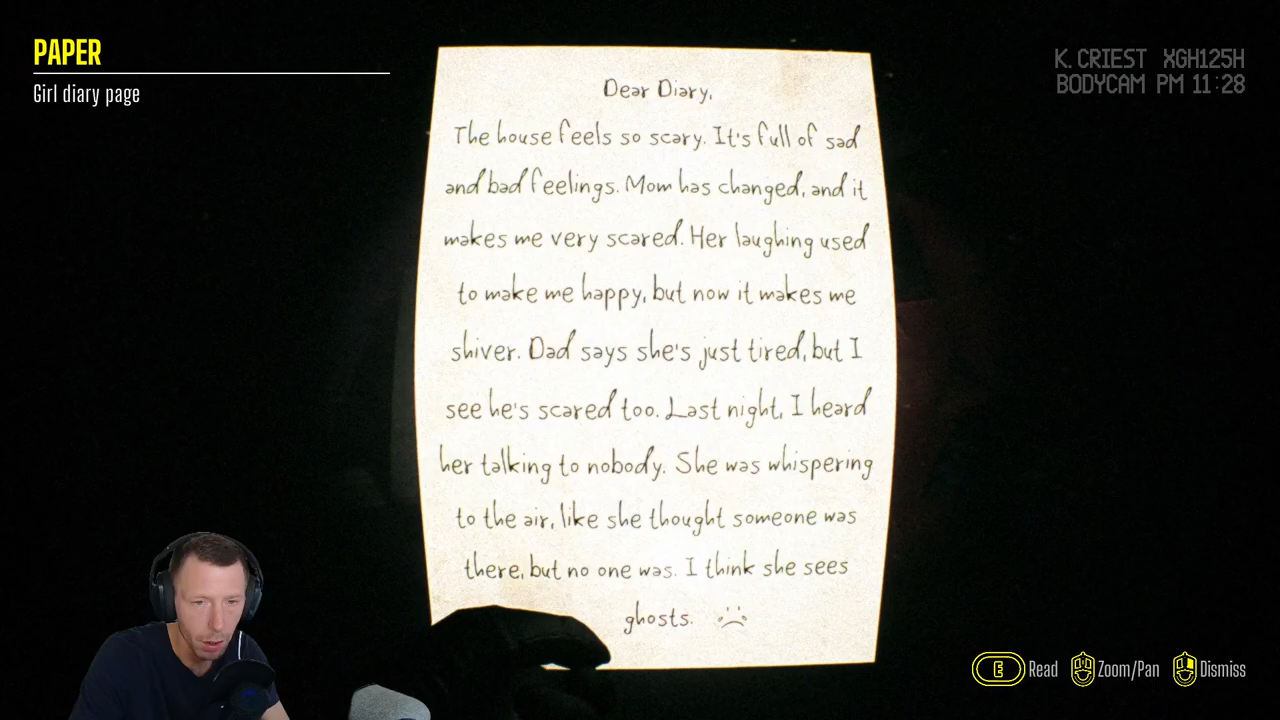 PAPER
Girl diary page
K. CRIEST XGH125H
BODYCAM PM 11:28
Dear Diary,
The house feels so scary. It's full of sad
and bad feelings. Mom has changed, and it
makes me very scared. Her laughing used
to make me happy, but now it makes me
shiver. Dad says she's just tired, but I
see he's scared too. Last night, I heard
her talking to nobody. She was whispering
to the air, like she thought someone was
there, but no one was. I think she sees
ghosts.
E Read Zoom/Pan Dismiss